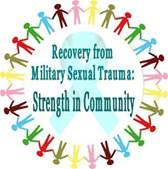 Recovery from
Military Sexual Trauma:
Strength in Community